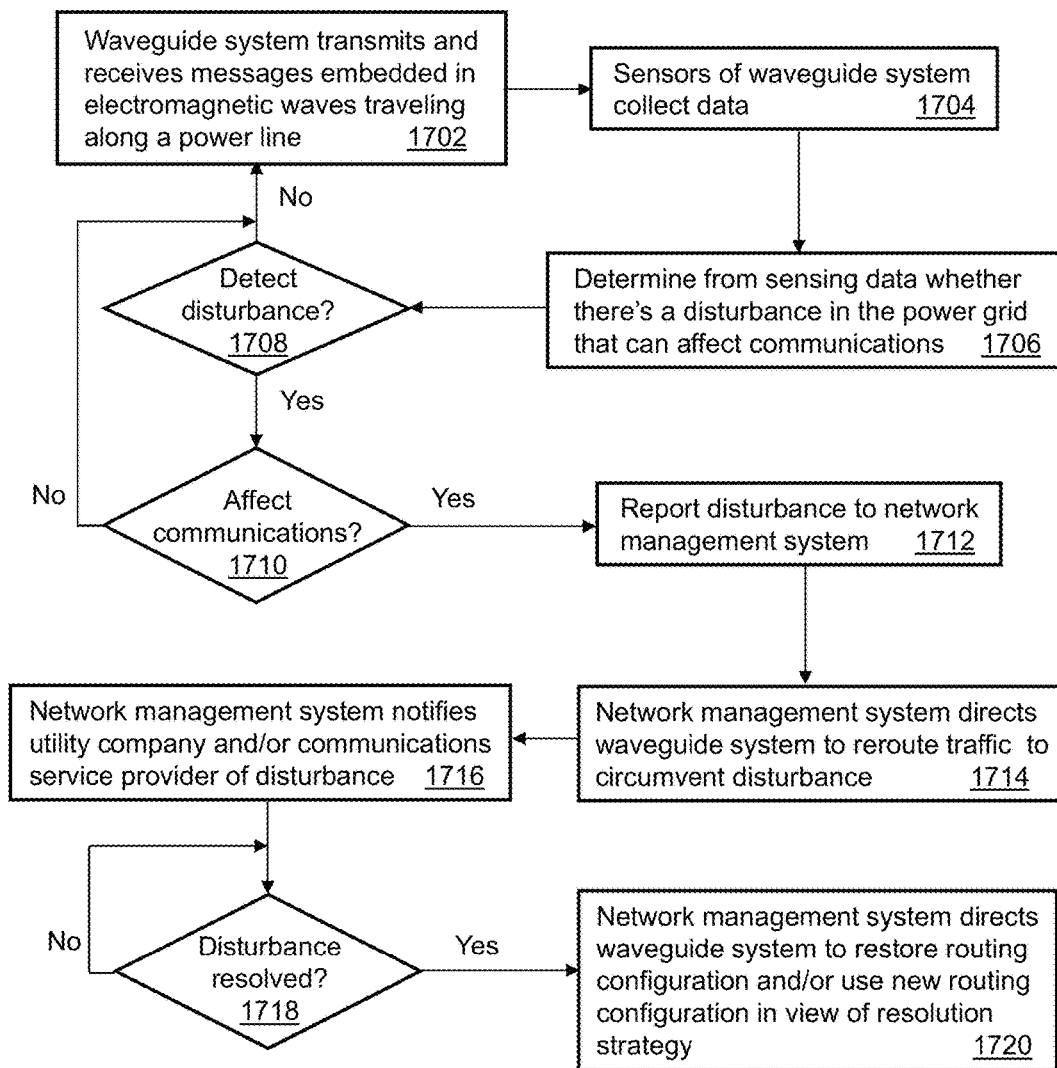 Waveguide system transmits and
receives messages embedded in
electromagnetic waves traveling
along a power line 1702
Sensors of waveguide system
collect data 1704
No
Detect
disturbance?
1708
Determine from sensing data whether
there's a disturbance in the power grid
that can affect communications 1706
Yes
No
Affect
communications?
1710
Yes
Report disturbance to network
management system 1712
Network management system notifies
utility company and/or communications
service provider of disturbance 1716
Network management system directs
waveguide system to reroute traffic to
circumvent disturbance 1714
No
Disturbance
resolved?
1718
Yes
Network management system directs
waveguide system to restore routing
configuration and/or use new routing
configuration in view of resolution
strategy 1720